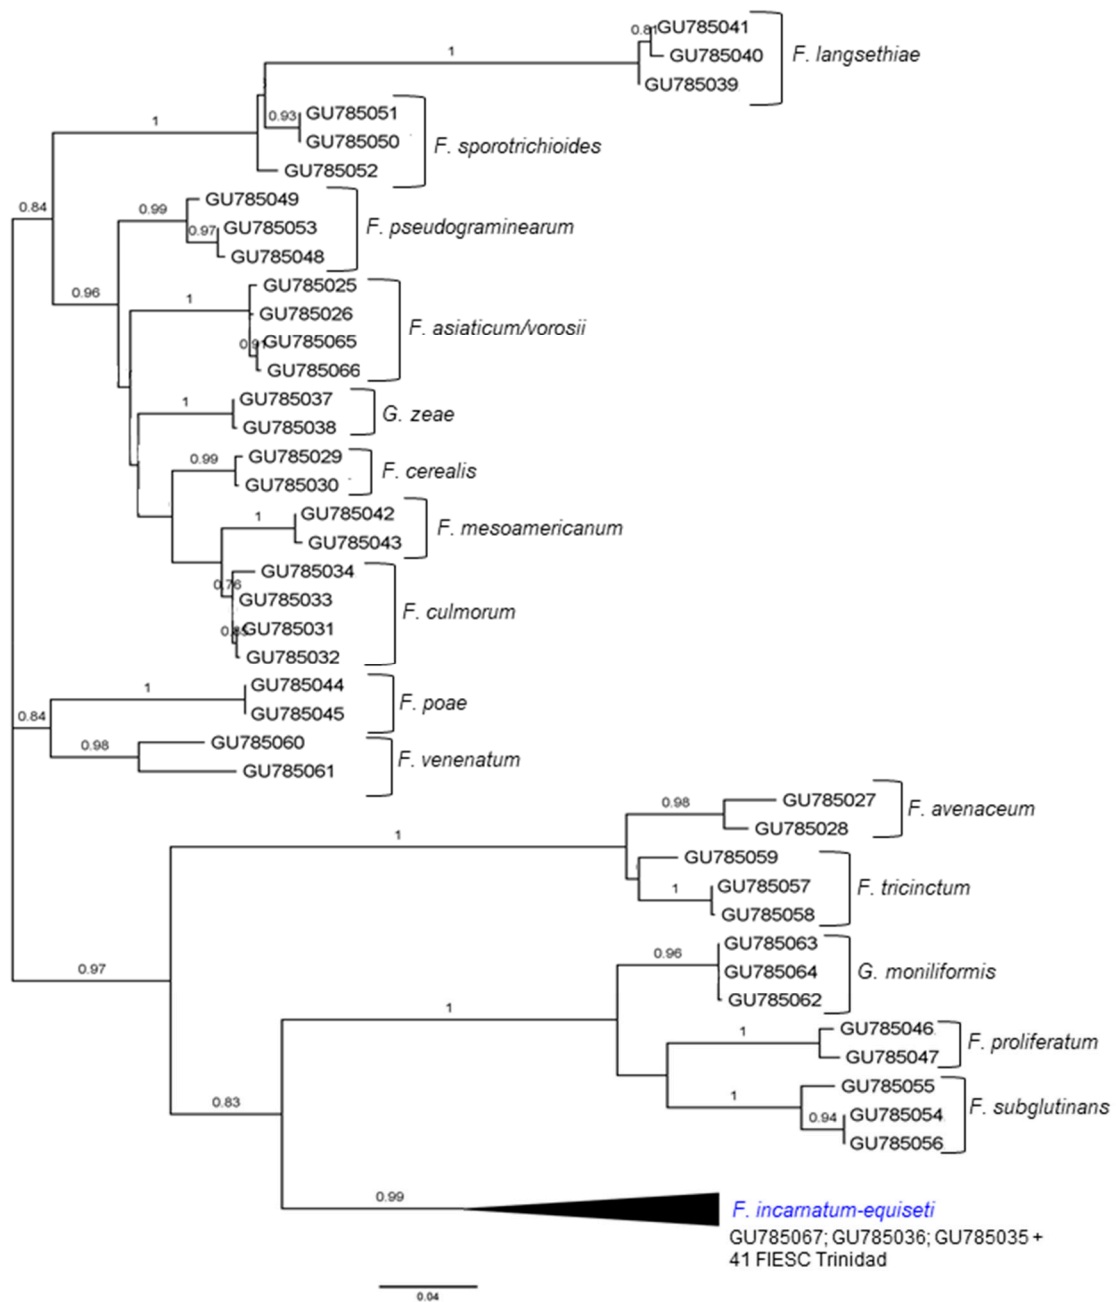 GU785041
0.81
1
GU785040
F. langsethiae
GU785039
0.93
GU785051
1
GU785050
F. sporotrichioides
GU785052
0.84
0.99
GU785049
0.97
GU785053
F. pseudograminearum
GU785048
0.96
GU785025
1
GU785026
F. asiaticum/vorosii
GU785065
GU785066
1
GU785037
G. zeae
GU785038
0.99
GU785029
F. cerealis
GU785030
1
GU785042
F. mesoamericanum
GU785043
GU785034
0.76
GU785033
F. culmorum
GU785031
GU785032
1
GU785044
F. poae
0.84
GU785045
0.98
GU785060
F. venenatum
GU785061
0.98
GU785027
F. avenaceum
GU785028
1
GU785059
1
GU785057
F. tricinctum
GU785058
0.97
0.96
GU785063
GU785064
G. moniliformis
GU785062
1
1
GU785046
F. proliferatum
GU785047
1
GU785055
0.94
GU785054
F. subglutinans
GU785056
0.83
0.99
F. incarnatum-equiseti
GU785067; GU785036; GU785035 +
41 FIESC Trinidad
0.04